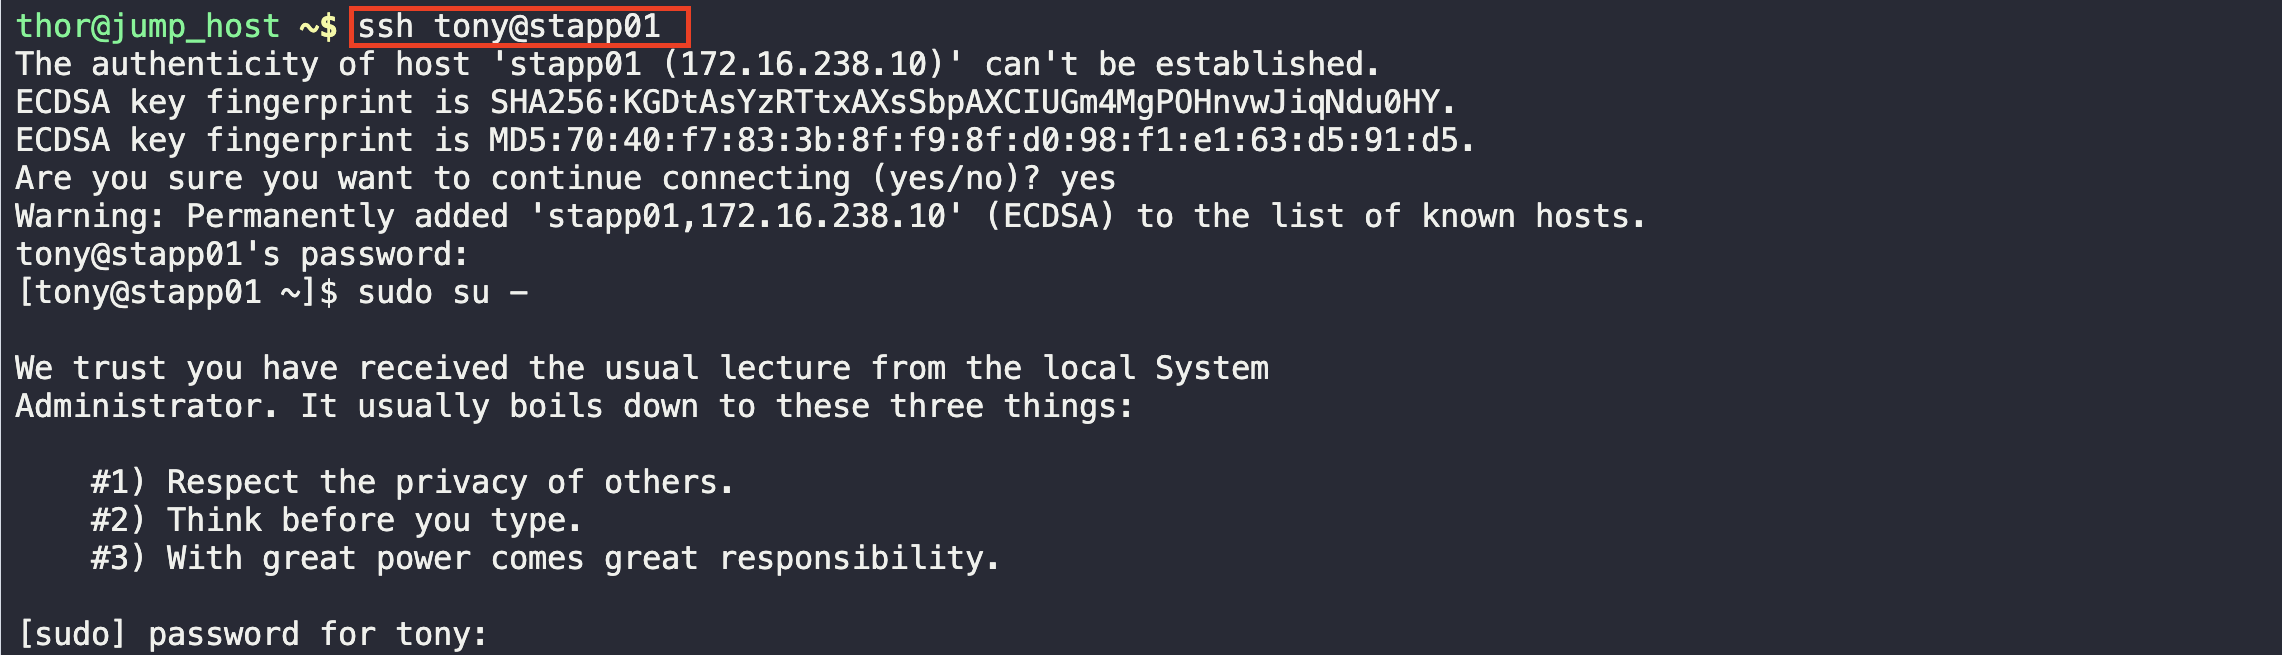 thor@jump_host ~$ ssh tony@stapp01
The authenticity of host 'stapp01 (172.16.238.10)' can't be established.
ECDSA key fingerprint is SHA256:KGDtAsYzRTtxAXsSbpAXCIUGm4MgPOHnvwJiqNdu0HY.
ECDSA key fingerprint is MD5:70:40:f7:83:3b:8f:f9:8f:d0:98:f1:e1:63:d5:91:d5.
Are you sure you want to continue connecting (yes/no)? yes
Warning: Permanently added 'stapp01,172.16.238.10' (ECDSA) to the list of known hosts.
tony@stapp01's password:
[tony@stapp01 ~]$ sudo su -
We trust you have received the usual lecture from the local System
Administrator. It usually boils down to these three things:
#1) Respect the privacy of others.
#2) Think before you type.
#3) With great power comes great responsibility.
[sudo] password for tony: